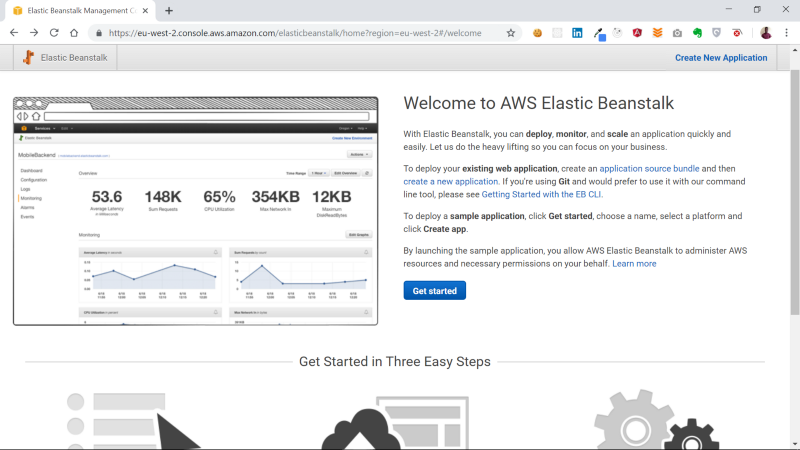 Elastic Beanstalk Management C
https://eu-west-2.console.aws.amazon.com/elasticbeanstalk/home?region=eu-west-2#/welcome
Elastic Beanstalk
Create New Application
Services
Edit
Elastic Beanstalk
Create New Environment
MobileBackend
Actions
Dashboard
Configuration
Logs
Monitoring
Alarms
Events
Overview
Time Range
1 Hour
Edit Overview
53.6
148K
65%
354KB
12KB
Average Latency
Sum Requests
CPU Utilization
Max Network In
Maximum
DiskReadBytes
Monitoring
Edit Graphs
Welcome to AWS Elastic Beanstalk
With Elastic Beanstalk, you can deploy, monitor, and scale an application quickly and
easily. Let us do the heavy lifting so you can focus on your business.
To deploy your existing web application, create an application source bundle and then
create a new application. If you're using Git and would prefer to use it with our command
line tool, please see Getting Started with the EB CLI.
To deploy a sample application, click Get started, choose a name, select a platform and
click Create app.
By launching the sample application, you allow AWS Elastic Beanstalk to administer AWS
resources and necessary permissions on your behalf. Learn more
Get started
Get Started in Three Easy Steps